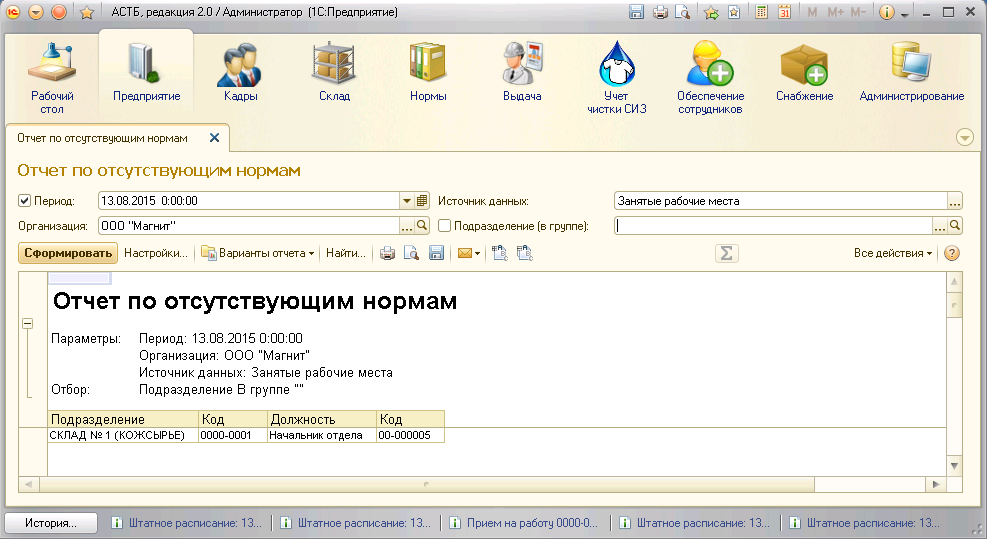 АСТБ, редакция 2.0 / Администратор (1С:Предприятие)
M M+ M-
Рабочий стол
Предприятие
Кадры
Склад
Нормы
Выдача
Учет чистки СИЗ
Обеспечение сотрудников
Снабжение
Администрирование
Отчет по отсутствующим нормам
Отчет по отсутствующим нормам
Период: 13.08.2015 0:00:00 Источник данных: Занятые рабочие места ...
Организация: ООО "Магнит" ... Подразделение (в группе): ...
Сформировать Настройки... Варианты отчета Найти... Σ Все действия ?
Отчет по отсутствующим нормам
Параметры: Период: 13.08.2015 0:00:00
Организация: ООО "Магнит"
Источник данных: Занятые рабочие места
Отбор: Подразделение В группе ""
Подразделение Код Должность Код
СКЛАД № 1 (КОЖСЫРЬЕ) 0000-0001 Начальник отдела 00-000005
История... Штатное расписание: 13... Штатное расписание: 13... Прием на работу 0000-0... Штатное расписание: 13... Штатное расписание: 13...